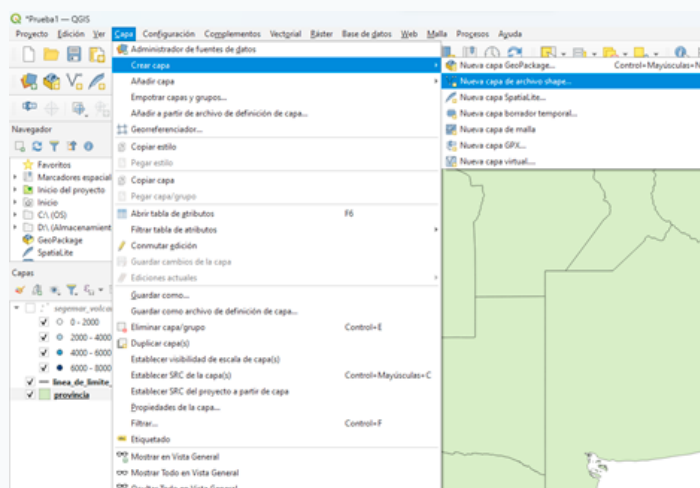 *Prueba1 — QGIS
Proyecto Edición Ver Capa Configuración Complementos Vectorial Ráster Base de datos Web Malla Procesos Ayuda
Administrador de fuentes de datos
Crear capa
Añadir capa
Empotrar capas y grupos...
Añadir a partir de archivo de definición de capa...
Georreferenciador...
Copiar estilo
Pegar estilo
Copiar capa
Pegar capa/grupo
Abrir tabla de atributos F6
Filtrar tabla de atributos
Conmutar edición
Guardar cambios de la capa
Ediciones actuales
Guardar como...
Guardar como archivo de definición de capa...
Eliminar capa/grupo Control+E
Duplicar capa(s)
Establecer visibilidad de escala de capa(s)
Establecer SRC de la capa(s) Control+Mayúsculas+C
Establecer SRC del proyecto a partir de capa
Propiedades de la capa...
Filtrar... Control+F
Etiquetado
Mostrar en Vista General
Mostrar Todo en Vista General
Ocultar Todo en Vista General
Nueva capa GeoPackage... Control+Mayúsculas+N
Nueva capa de archivo shape...
Nueva capa SpatiaLite...
Nueva capa borrador temporal...
Nueva capa de malla
Nueva capa GPX...
Nueva capa virtual...
Navegador
Favoritos
Marcadores espacial
Inicio del proyecto
Inicio
C:\ (OS)
D:\ (Almacenamient
GeoPackage
SpatiaLite
Capas
segemar_volca
0 - 2000
2000 - 4000
4000 - 6000
6000 - 8000
linea_de_limite_
provincia